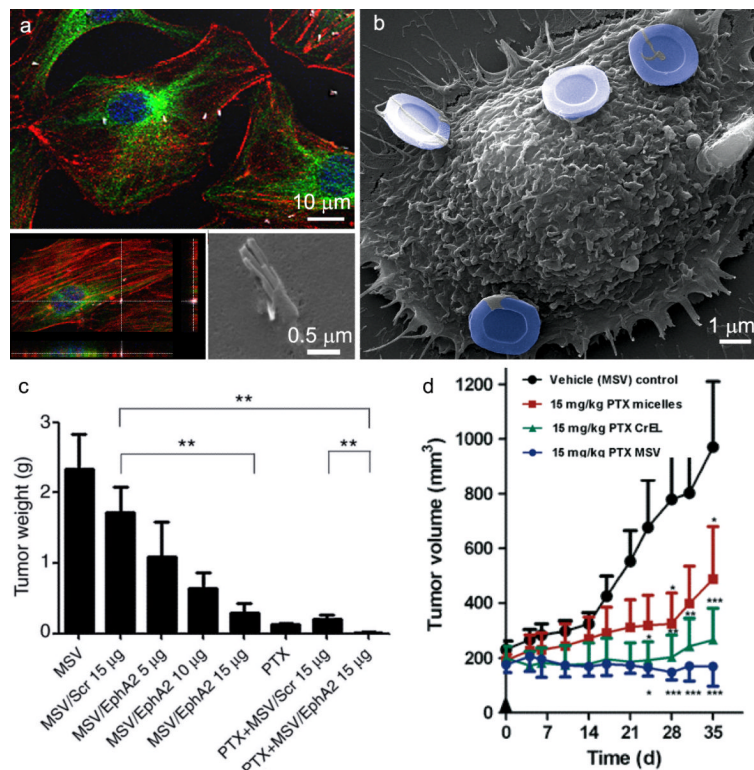 a
10 µm
0.5 µm
b
1 µm
c
**
**
**
Tumor weight (g)
3
2
1
0
MSV
MSV/Scr 15 µg
MSV/EphA2 5 µg
MSV/EphA2 10 µg
MSV/EphA2 15 µg
PTX
PTX+MSV/Scr 15 µg
PTX+MSV/EphA2 15 µg
d
Vehicle (MSV) control
15 mg/kg PTX micelles
15 mg/kg PTX CrEL
15 mg/kg PTX MSV
Tumor volume (mm³)
1200
1000
800
600
400
200
0
*
*
**
***
*
**
*
***
***
***
0
7
14
21
28
35
Time (d)